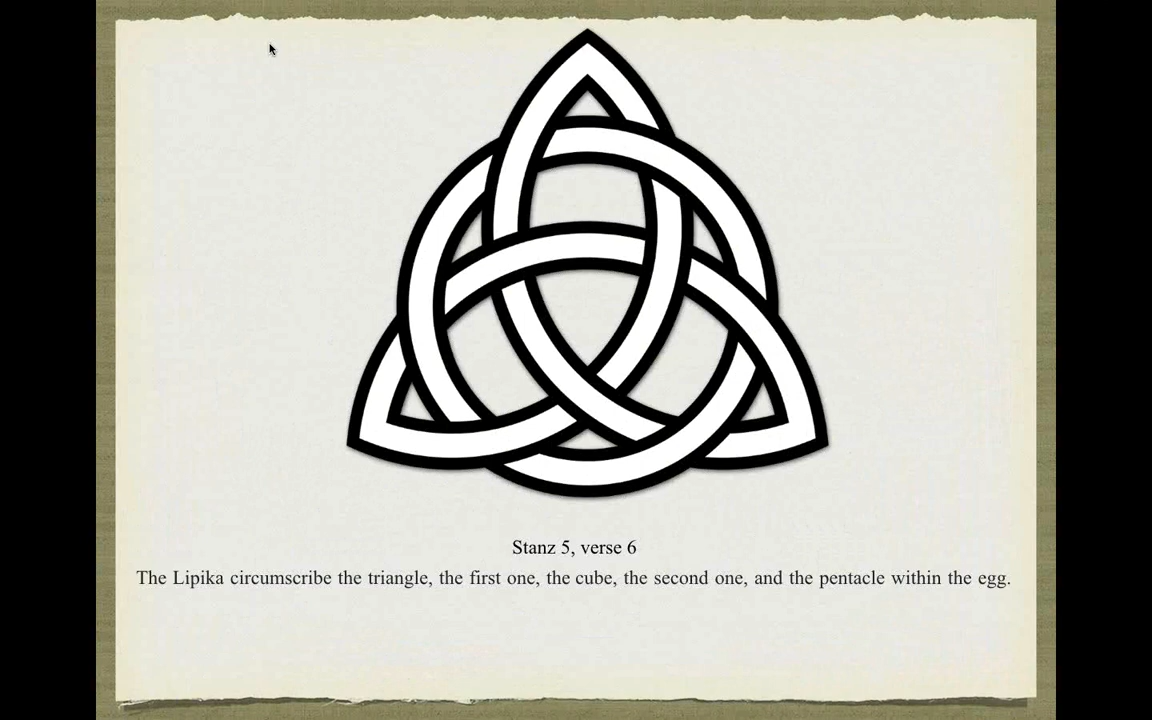 Stanz 5, verse 6
The Lipika circumscribe the triangle, the first one, the cube, the second one, and the pentacle within the egg.